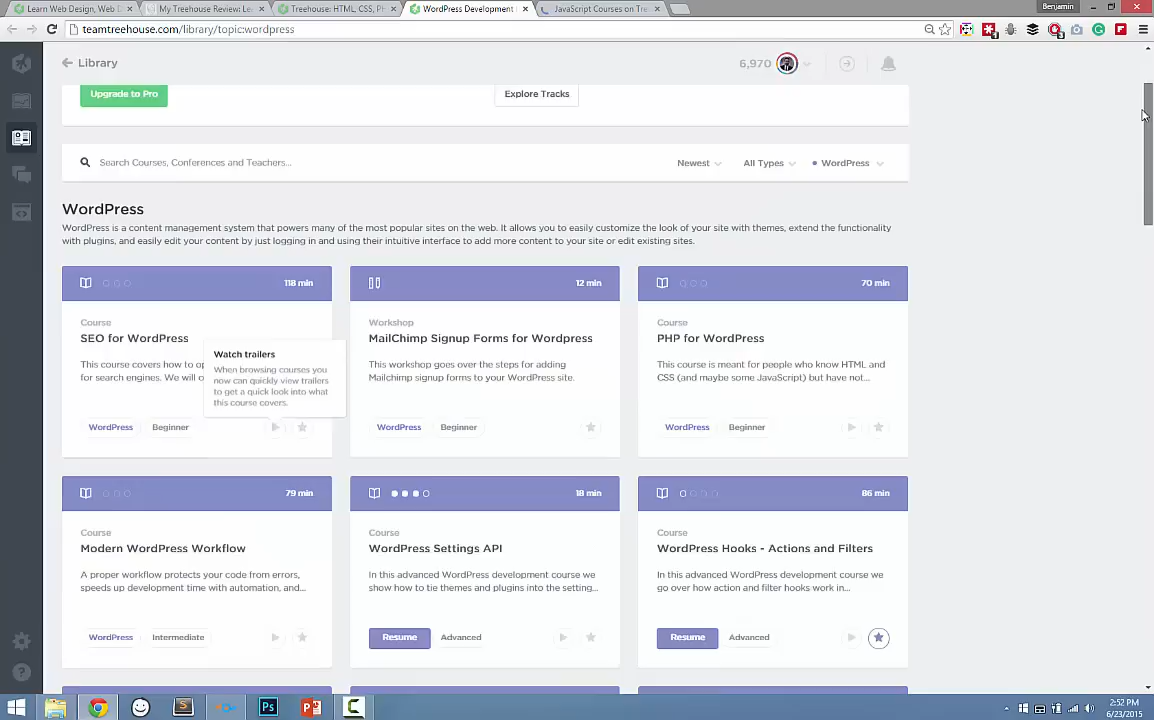 Learn Web Design, Web D
My Treehouse Review: Le
Treehouse: HTML, CSS, Ph
WordPress Development
JavaScript Courses on Tre
Benjamin
teamtreehouse.com/library/topic:wordpress
Library
6,970
Upgrade to Pro
Explore Tracks
Search Courses, Conferences and Teachers...
Newest
All Types
WordPress
WordPress
WordPress is a content management system that powers many of the most popular sites on the web. It allows you to easily customize the look of your site with themes, extend the functionality
with plugins, and easily edit your content by just logging in and using their intuitive interface to add more content to your site or edit existing sites.
118 min
Course
SEO for WordPress
This course covers how to op
for search engines. We will c
Watch trailers
When browsing courses you
now can quickly view trailers
to get a quick look into what
this course covers.
WordPress
Beginner
12 min
Workshop
MailChimp Signup Forms for Wordpress
This workshop goes over the steps for adding
Mailchimp signup forms to your WordPress site.
WordPress
Beginner
70 min
Course
PHP for WordPress
This course is meant for people who know HTML and
CSS (and maybe some JavaScript) but have not...
WordPress
Beginner
79 min
Course
Modern WordPress Workflow
A proper workflow protects your code from errors,
speeds up development time with automation, and...
WordPress
Intermediate
18 min
Course
WordPress Settings API
In this advanced WordPress development course we
show how to tie themes and plugins into the setting...
Resume
Advanced
86 min
Course
WordPress Hooks - Actions and Filters
In this advanced WordPress development course we
go over how action and filter hooks work in...
Resume
Advanced
Ps
2:52 PM
6/23/2015